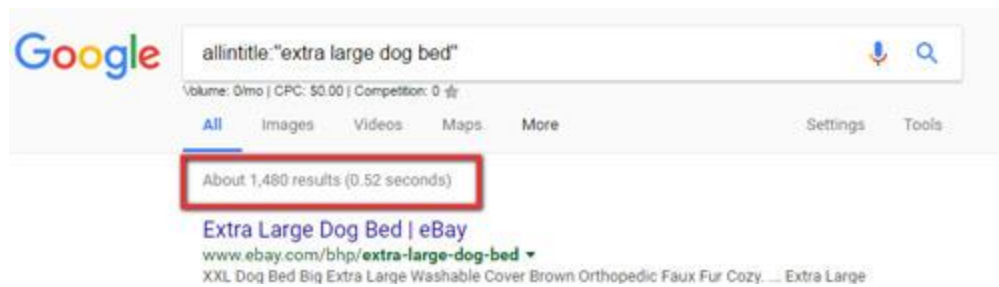 Google
allintitle:"extra large dog bed"
Volume: 0/mo | CPC: $0.00 | Competition: 0
All Images Videos Maps More Settings Tools
About 1,480 results (0.52 seconds)
Extra Large Dog Bed | eBay
www.ebay.com/bhp/extra-large-dog-bed
XXL Dog Bed Big Extra Large Washable Cover Brown Orthopedic Faux Fur Cozy. ... Extra Large